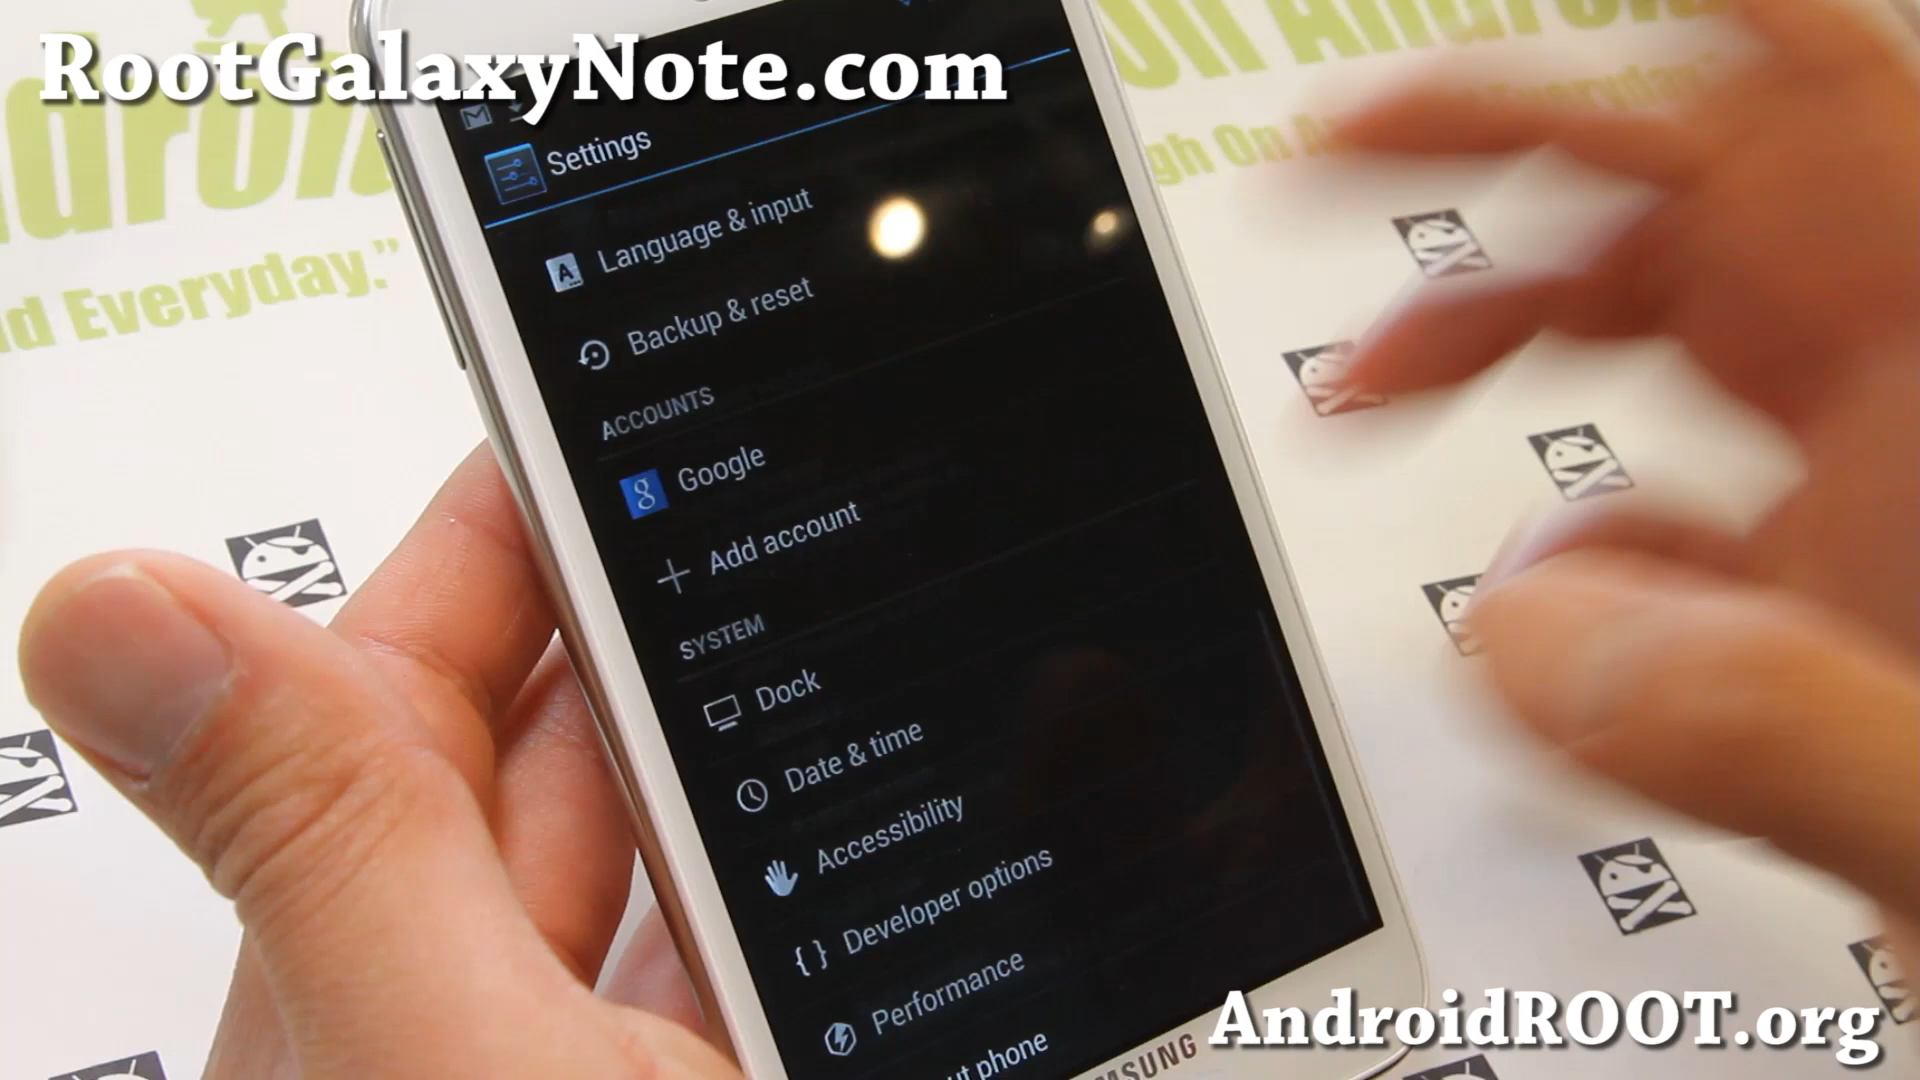 RootGalaxyNote.com
Settings
Language & input
Backup & reset
ACCOUNTS
Google
Add account
SYSTEM
Dock
Date & time
Accessibility
Developer options
Performance
phone
d Everyday."
AndroidROOT.org